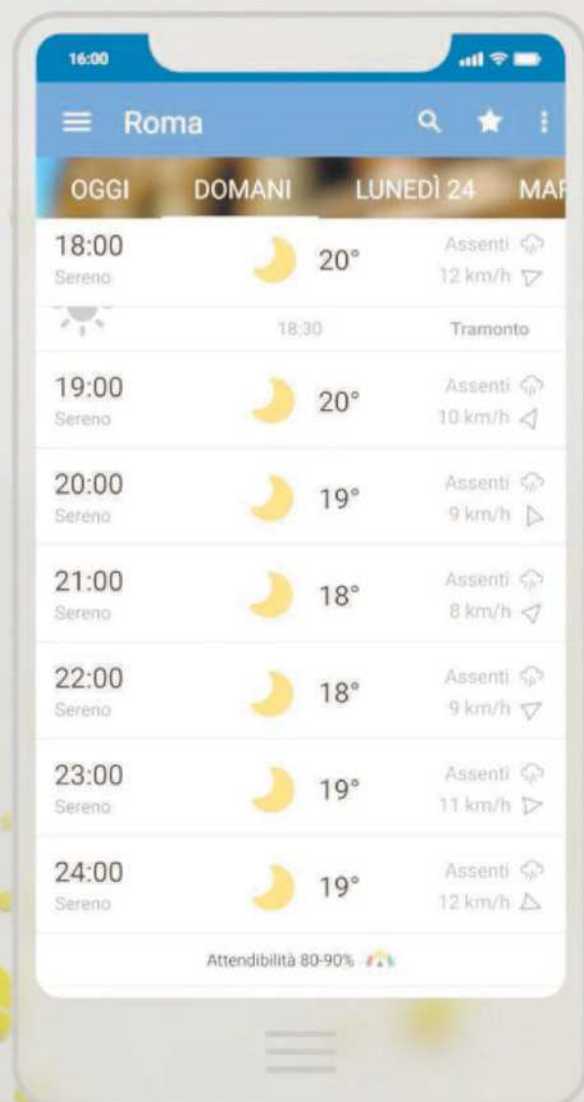 16:00
Roma
OGGI DOMANI LUNEDÌ 24 MAR
18:00 20° Assenti
Sereno 12 km/h
18:30 Tramonto
19:00 20° Assenti
Sereno 10 km/h
20:00 19° Assenti
Sereno 9 km/h
21:00 18° Assenti
Sereno 8 km/h
22:00 18° Assenti
Sereno 9 km/h
23:00 19° Assenti
Sereno 11 km/h
24:00 19° Assenti
Sereno 12 km/h
Attendibilità 80-90%